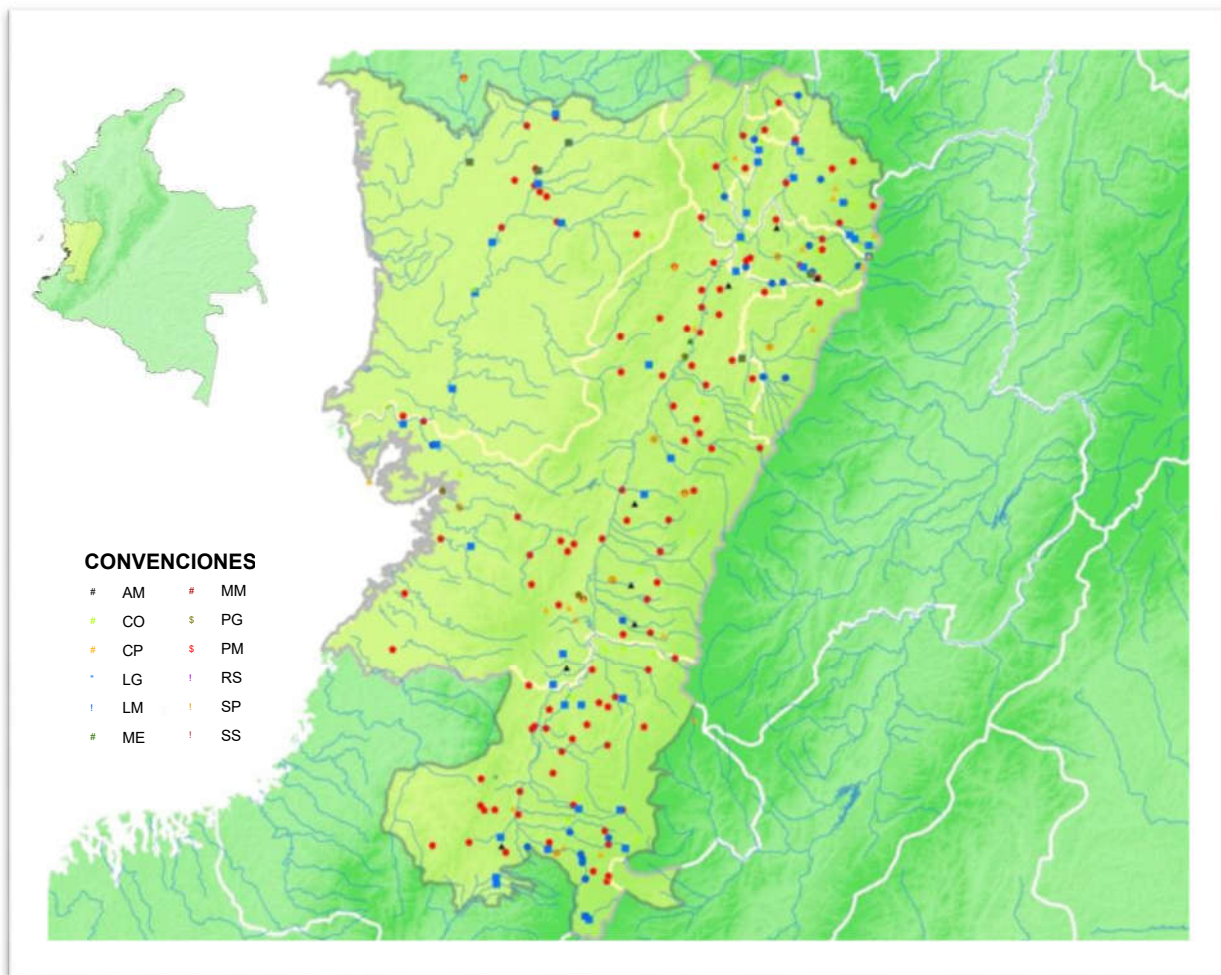 CONVENCIONES
# AM # MM
# CO $ PG
# CP $ PM
* LG ! RS
! LM ! SP
# ME ! SS